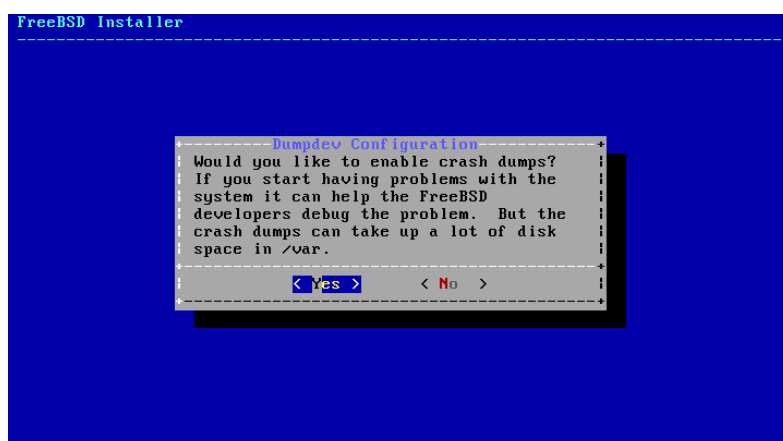 FreeBSD Installer
Dumpdev Configuration
Would you like to enable crash dumps?
If you start having problems with the
system it can help the FreeBSD
developers debug the problem.  But the
crash dumps can take up a lot of disk
space in /var.
< Yes >      < No  >